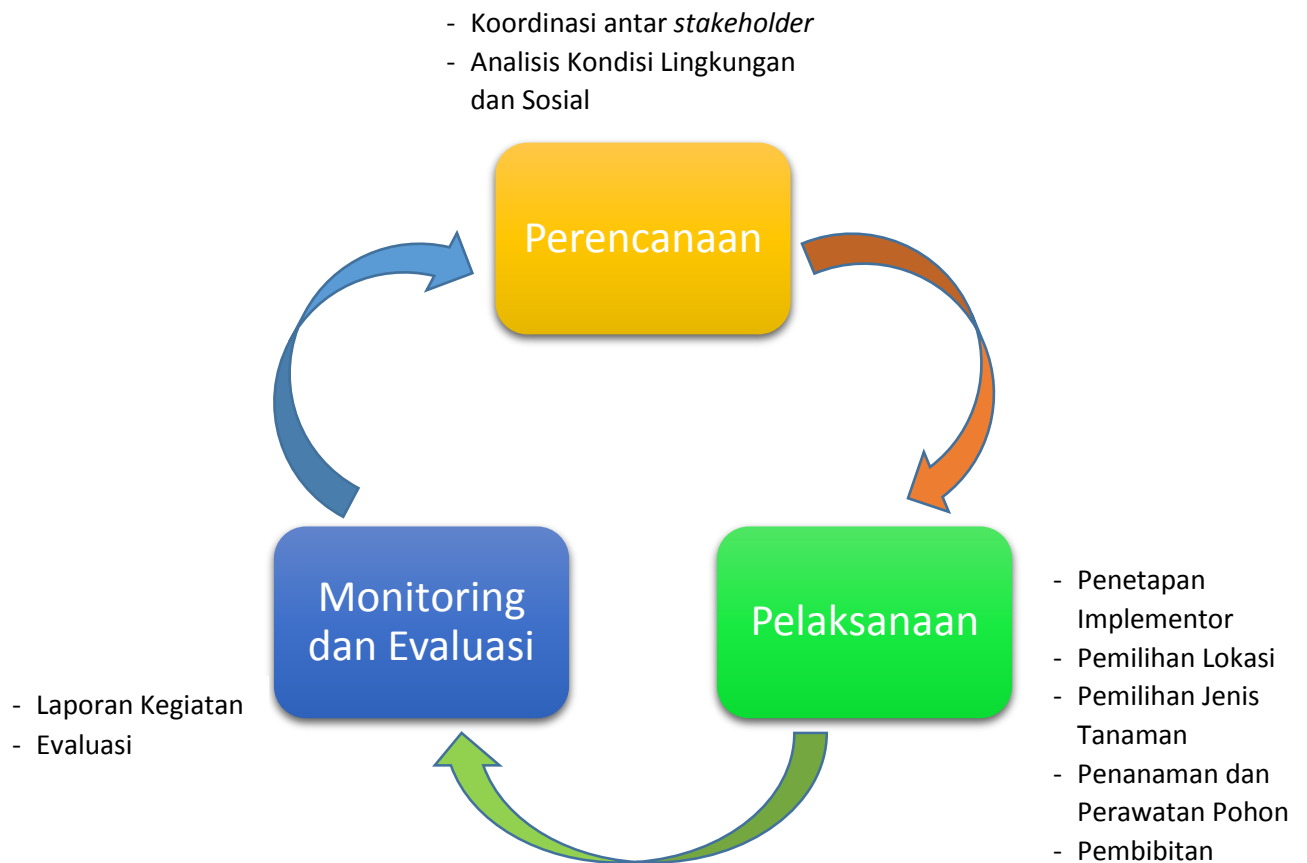 - Koordinasi antar stakeholder
- Analisis Kondisi Lingkungan
dan Sosial
Perencanaan
Pelaksanaan
- Penetapan
Implementor
- Pemilihan Lokasi
- Pemilihan Jenis
Tanaman
- Penanaman dan
Perawatan Pohon
- Pembibitan
Monitoring
dan Evaluasi
- Laporan Kegiatan
- Evaluasi